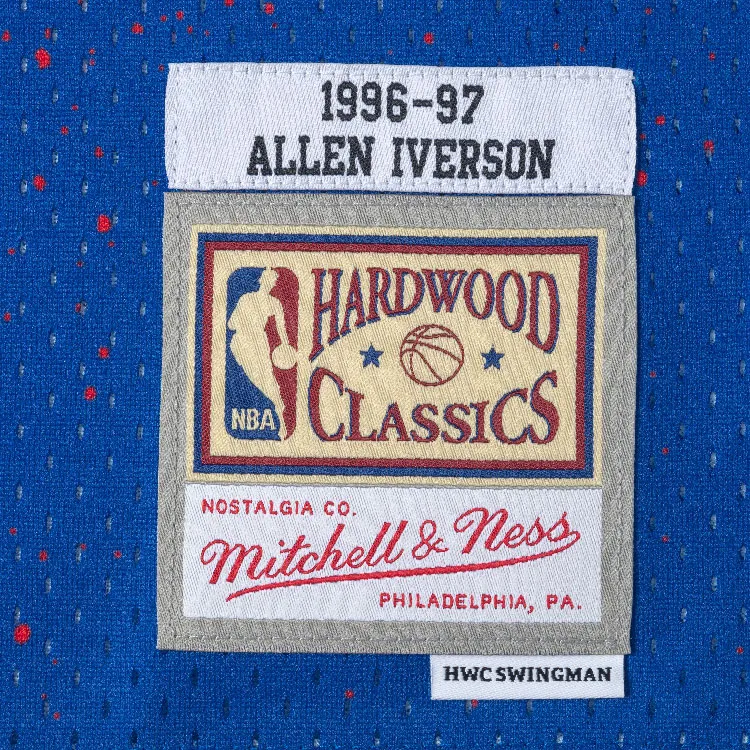 1996-97
ALLEN IVERSON
HARDWOOD
CLASSICS
NBA
NOSTALGIA CO.
Mitchell & Ness
PHILADELPHIA, PA.
HWC SWINGMAN